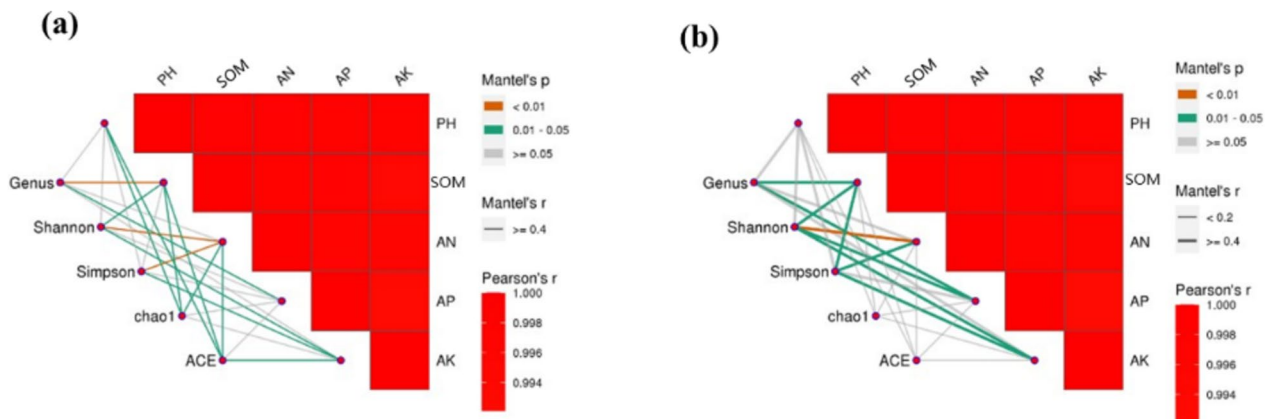 (a)
PH SOM AN AP AK
PH
SOM
AN
AP
AK
Genus
Shannon
Simpson
chao1
ACE
Mantel's p
< 0.01
0.01 - 0.05
>= 0.05
Mantel's r
>= 0.4
Pearson's r
1.000
0.998
0.996
0.994
(b)
PH SOM AN AP AK
PH
SOM
AN
AP
AK
Genus
Shannon
Simpson
chao1
ACE
Mantel's p
< 0.01
0.01 - 0.05
>= 0.05
Mantel's r
< 0.2
>= 0.4
Pearson's r
1.000
0.998
0.996
0.994